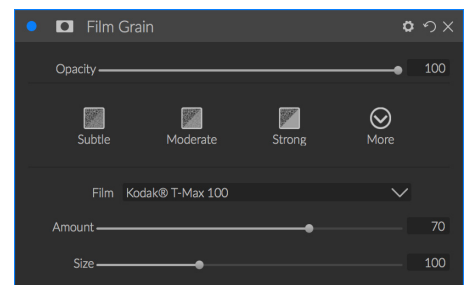 Film Grain
Opacity 100
Subtle Moderate Strong More
Film Kodak® T-Max 100
Amount 70
Size 100